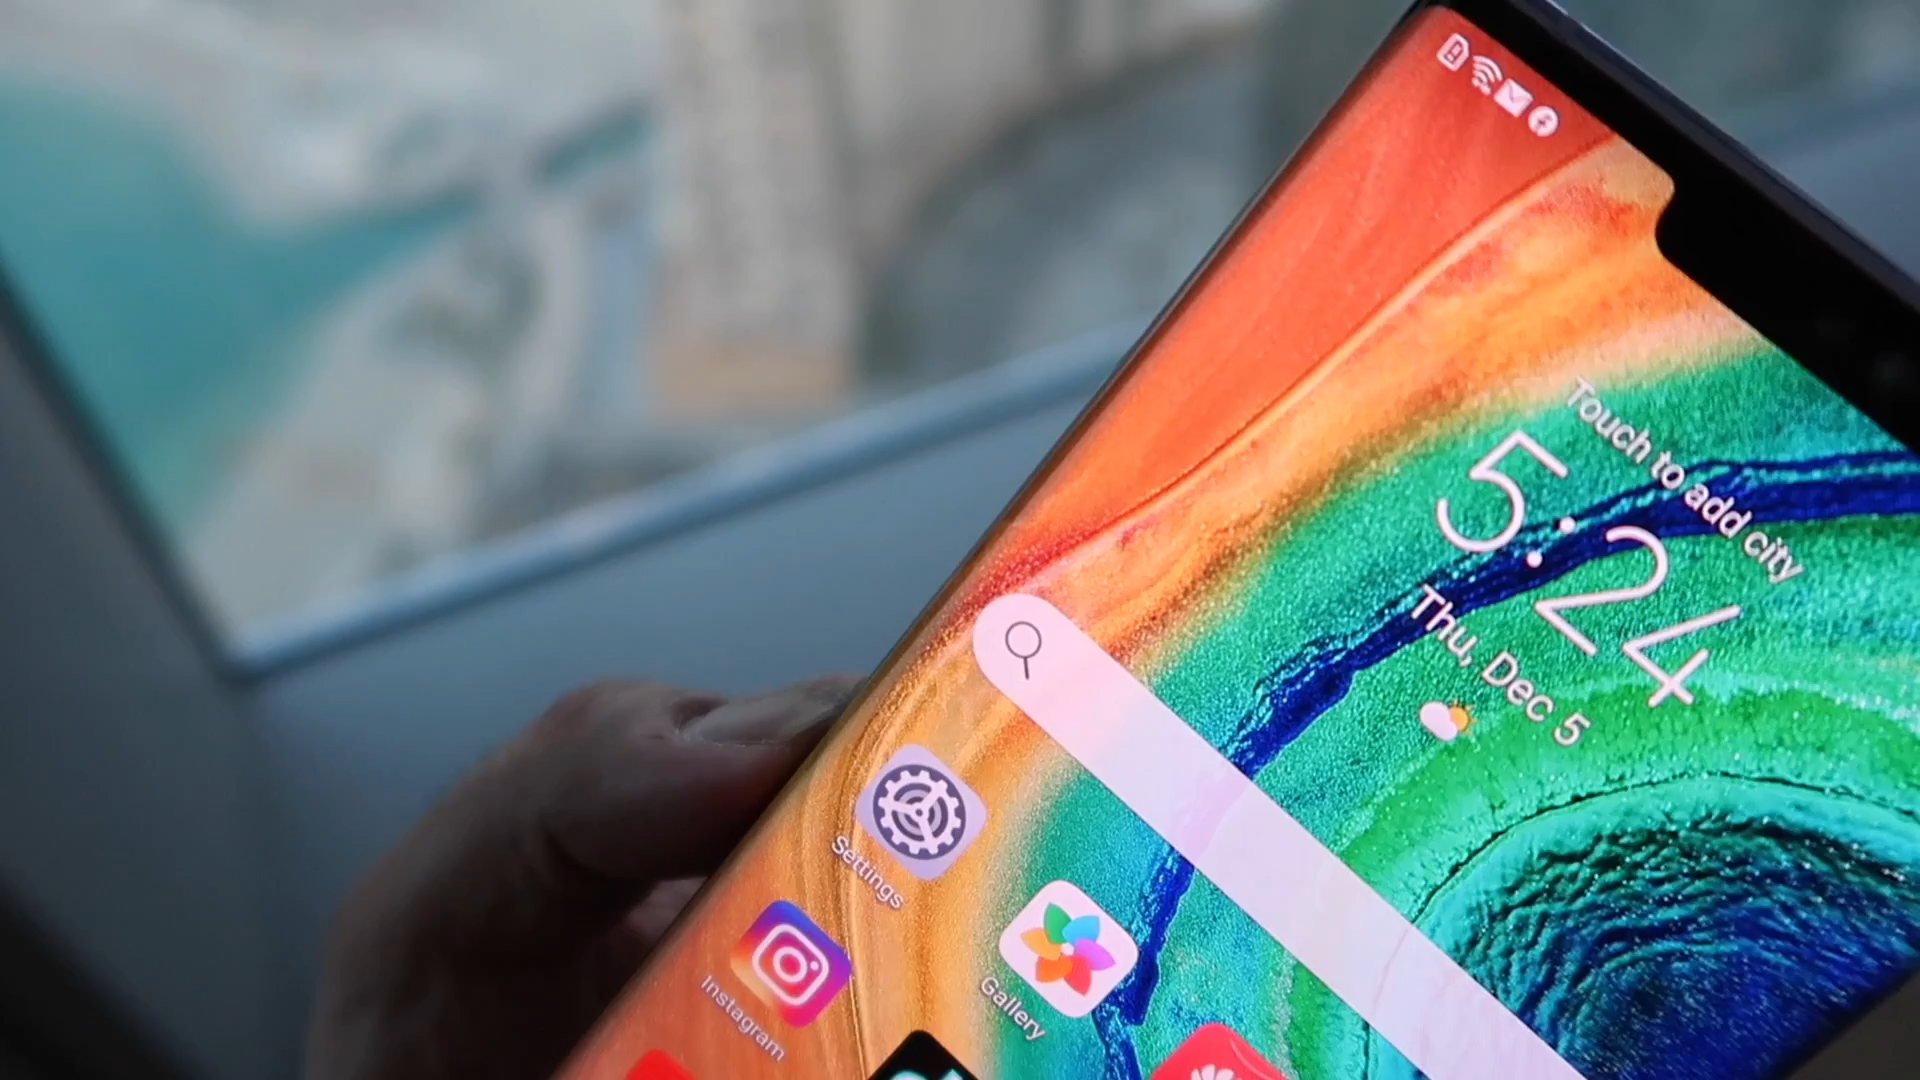 Touch to add city
5:24
Thu, Dec 5
Settings
Instagram
Gallery